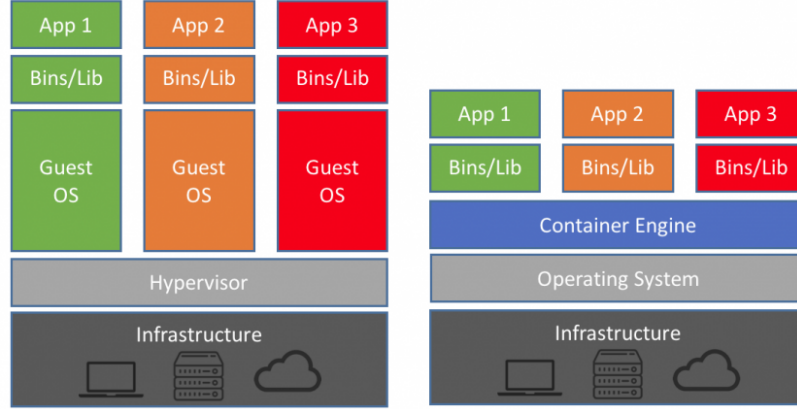 App 1
App 2
App 3
Bins/Lib
Bins/Lib
Bins/Lib
Guest
OS
Guest
OS
Guest
OS
Hypervisor
Infrastructure
App 1
App 2
App 3
Bins/Lib
Bins/Lib
Bins/Lib
Container Engine
Operating System
Infrastructure